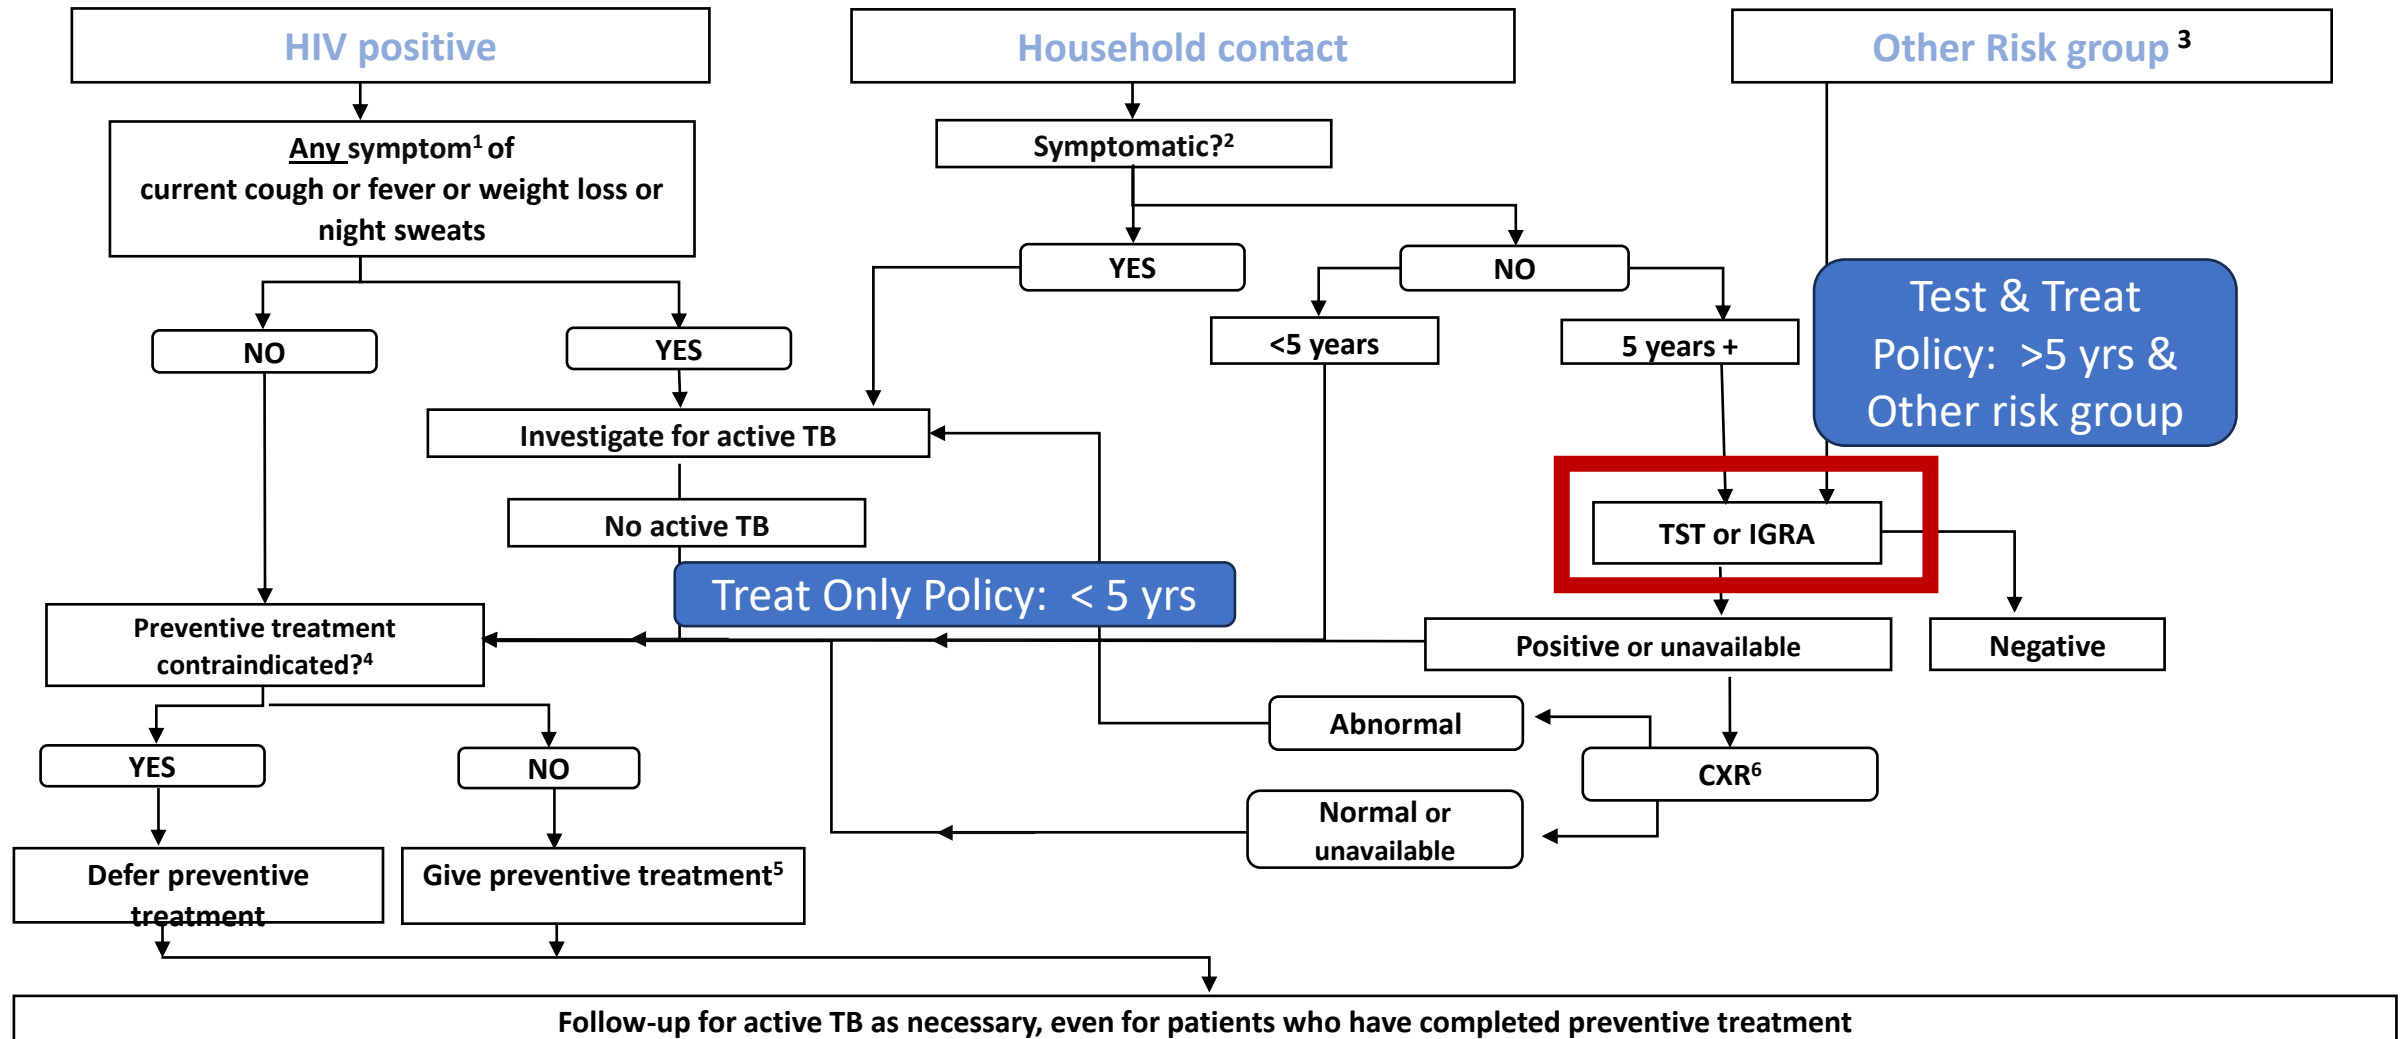 HIV positive
Household contact
Other Risk group 3
Any symptom1 of
current cough or fever or weight loss or
night sweats
Symptomatic?2
YES
NO
NO
YES
<5 years
5 years +
Test & Treat
Policy: >5 yrs &
Other risk group
Investigate for active TB
No active TB
TST or IGRA
Treat Only Policy: < 5 yrs
Preventive treatment
contraindicated?4
Positive or unavailable
Negative
Abnormal
YES
NO
CXR6
Normal or
unavailable
Defer preventive
treatment
Give preventive treatment5
Follow-up for active TB as necessary, even for patients who have completed preventive treatment